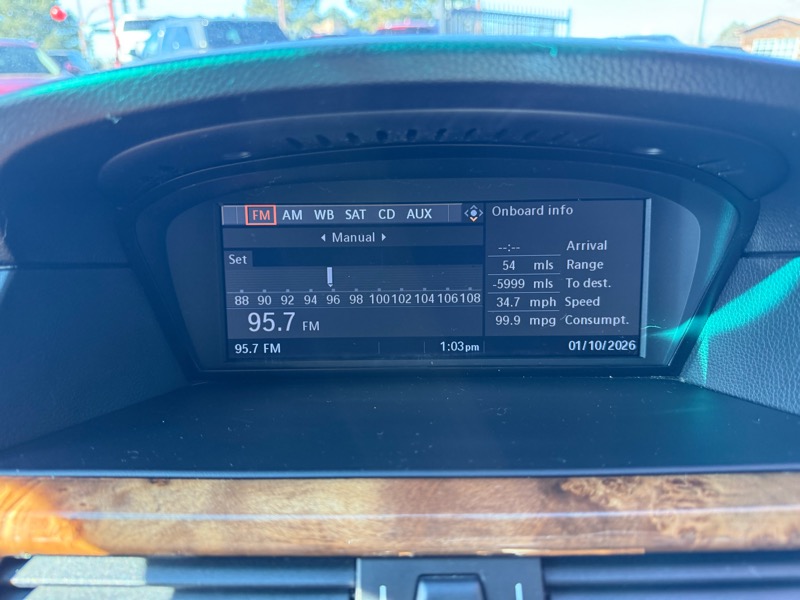 FM AM WB SAT CD AUX
Manual
Set
88 90 92 94 96 98 100 102 104 106 108
95.7 FM
95.7 FM 1:03pm
Onboard info
--:-- Arrival
54 mls Range
-5999 mls To dest.
34.7 mph Speed
99.9 mpg Consumpt.
01/10/2026